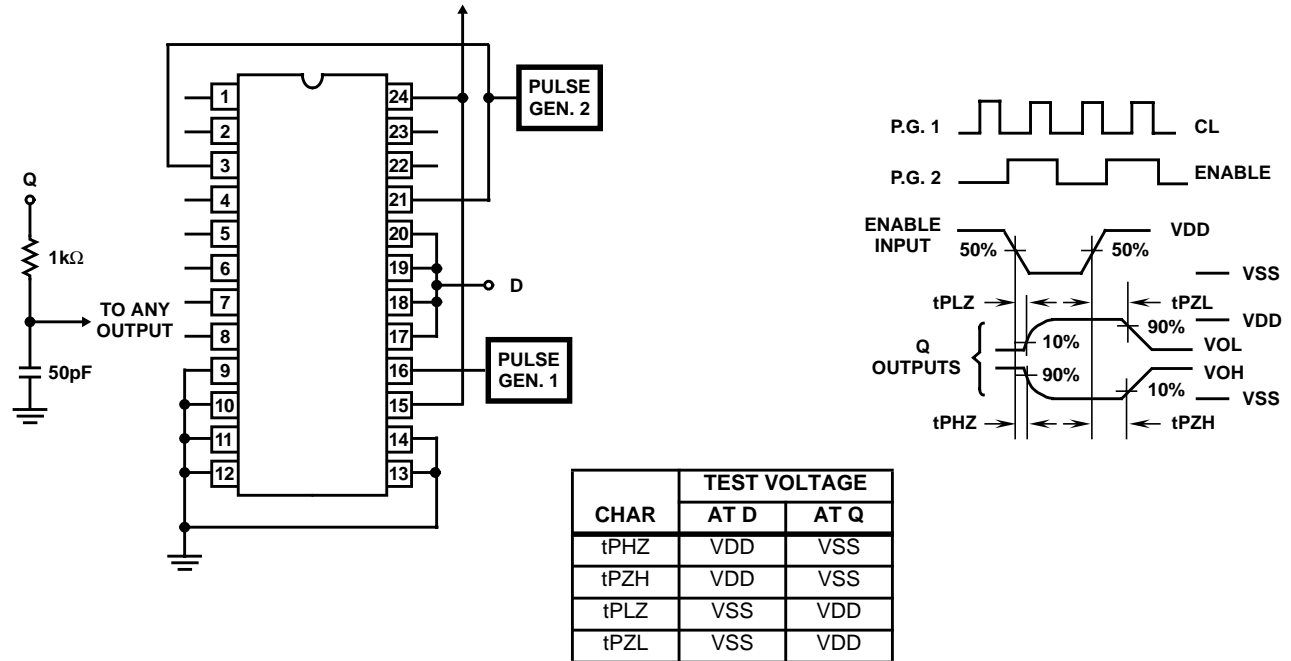 PULSE
GEN. 2
1
2
3
4
5
6
7
8
9
10
11
12
24
23
22
21
20
19
18
17
16
15
14
13
D
PULSE
GEN. 1
Q
1kΩ
TO ANY
OUTPUT
50pF
P.G. 1
CL
P.G. 2
ENABLE
ENABLE
INPUT
50%
50%
VDD
VSS
tPLZ
tPZL
Q
OUTPUTS
10%
90%
VDD
VOL
90%
10%
VOH
VSS
tPHZ
tPZH
CHAR TEST VOLTAGE
AT D AT Q
tPHZ VDD VSS
tPZH VDD VSS
tPLZ VSS VDD
tPZL VSS VDD